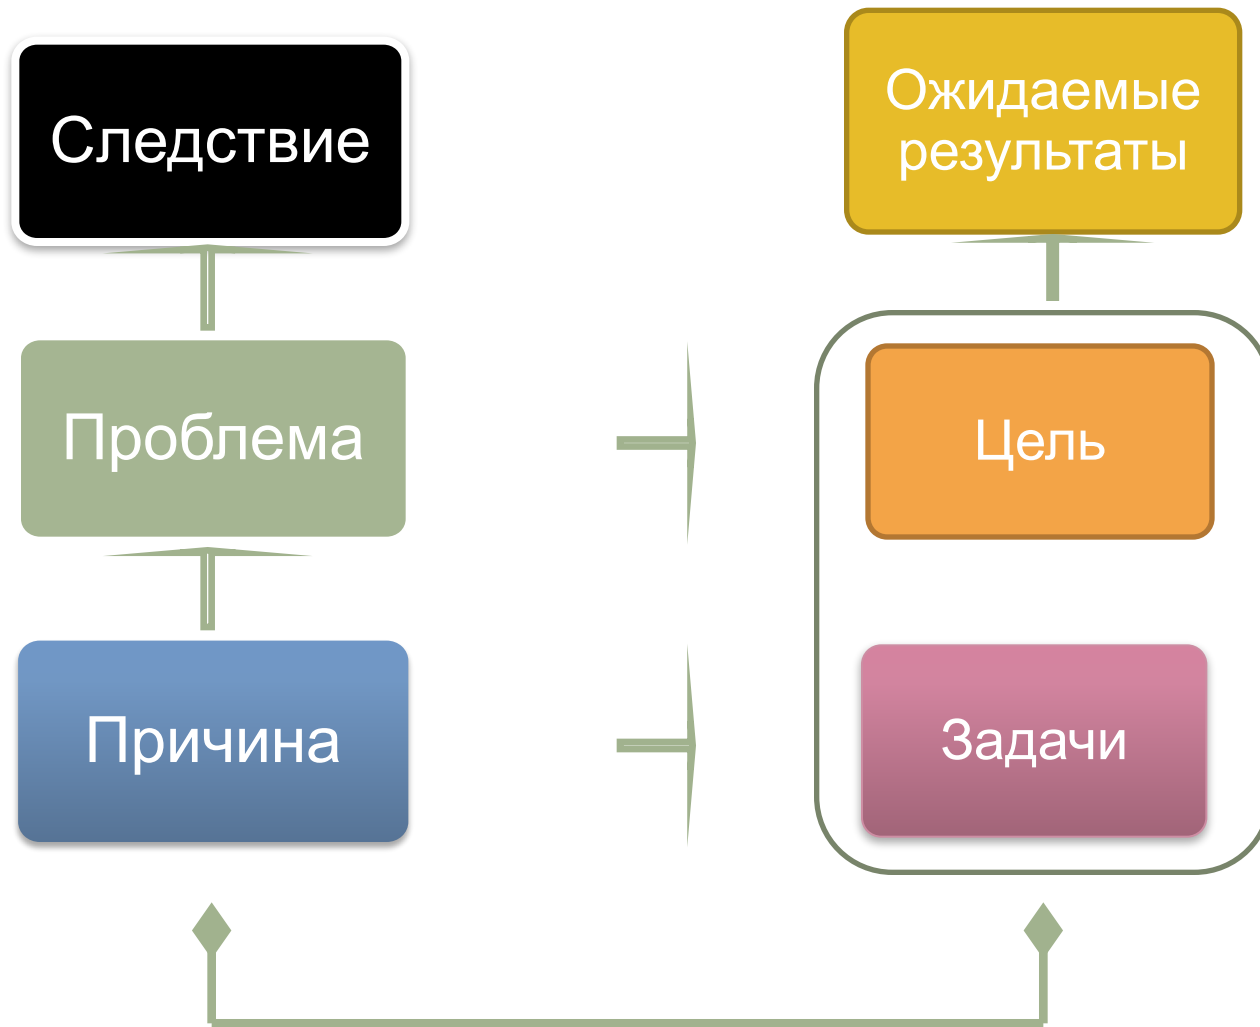 Следствие
Ожидаемые
результаты
Проблема
Цель
Причина
Задачи